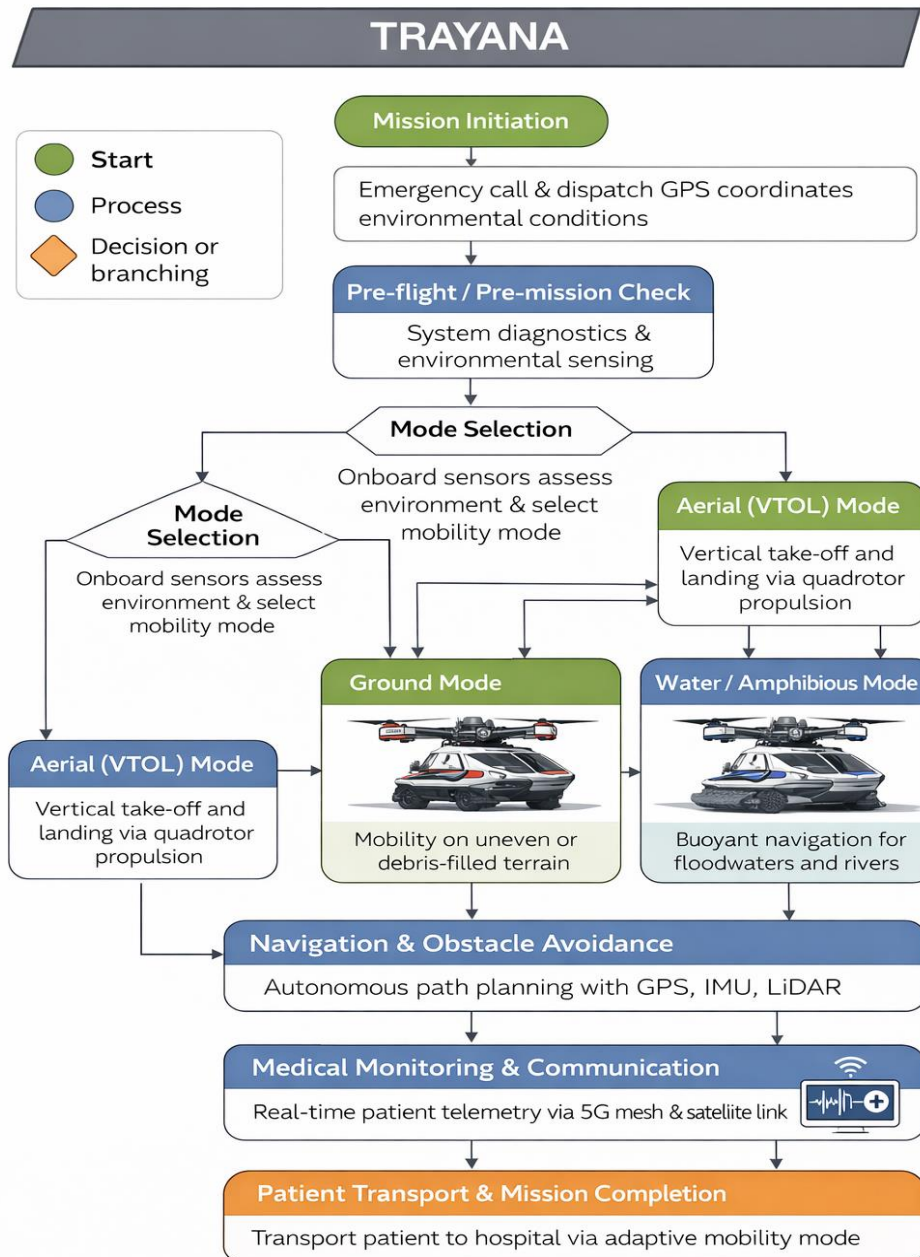 TRAYANA
Mission Initiation
Start
Process
Decision or
branching
Emergency call & dispatch GPS coordinates
environmental conditions
Pre-flight / Pre-mission Check
System diagnostics &
environmental sensing
Mode Selection
Onboard sensors assess
environment & select
mobility mode
Mode
Selection
Onboard sensors assess
environment & select
mobility mode
Aerial (VTOL) Mode
Vertical take-off and
landing via quadrotor
propulsion
Ground Mode
Mobility on uneven or
debris-filled terrain
Water / Amphibious Mode
Buoyant navigation for
floodwaters and rivers
Aerial (VTOL) Mode
Vertical take-off and
landing via quadrotor
propulsion
Navigation & Obstacle Avoidance
Autonomous path planning with GPS, IMU, LiDAR
Medical Monitoring & Communication
Real-time patient telemetry via 5G mesh & satellite link
Patient Transport & Mission Completion
Transport patient to hospital via adaptive mobility mode